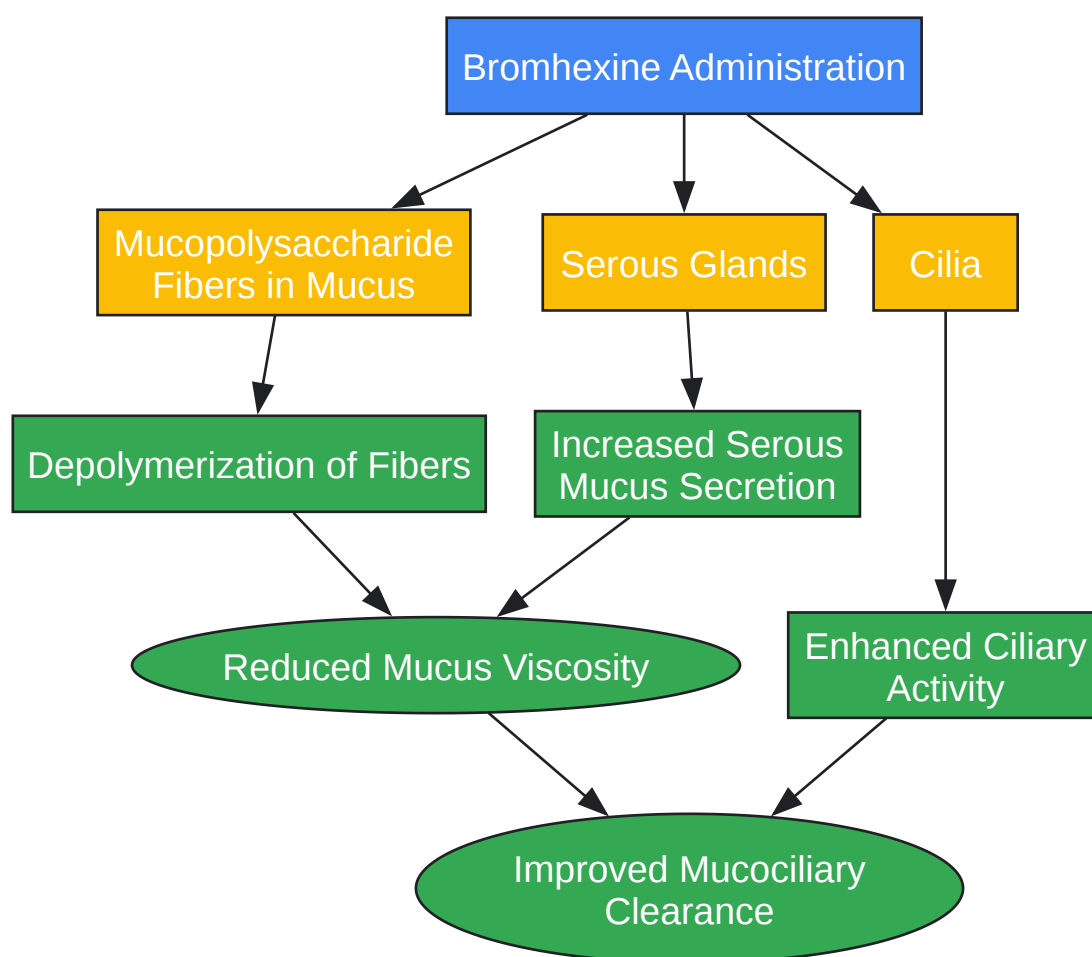 Bromhexine Administration
Mucopolysaccharide
Fibers in Mucus
Serous Glands
Cilia
Depolymerization of Fibers
Increased Serous
Mucus Secretion
Reduced Mucus Viscosity
Enhanced Ciliary
Activity
Improved Mucociliary
Clearance